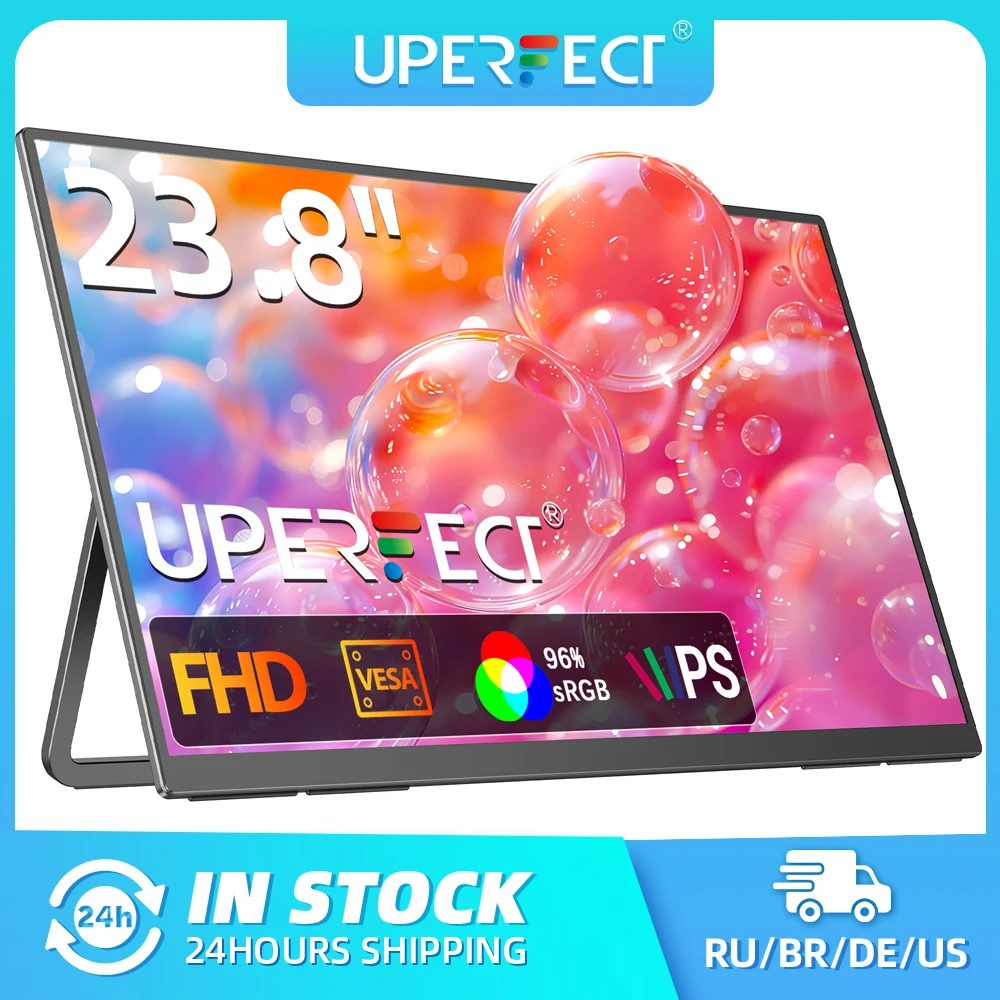 UPERFECT®
23.8"
UPERFECT®
FHD
VESA
96%
sRGB
IPS
24h
IN STOCK
24HOURS SHIPPING
RU/BR/DE/US